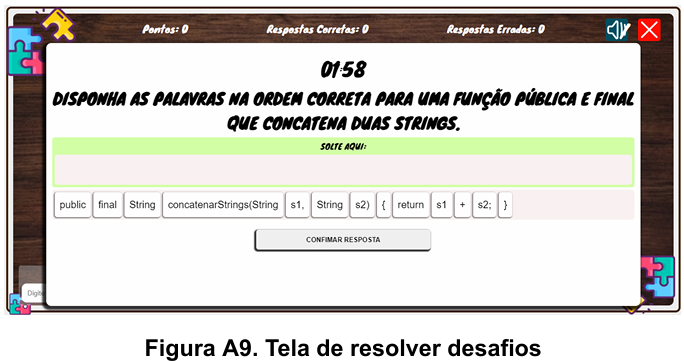 Pontos: 0 Respostas Corretas: 0 Respostas Erradas: 0
01:58
DISPONHA AS PALAVRAS NA ORDEM CORRETA PARA UMA FUNÇÃO PÚBLICA E FINAL
QUE CONCATENA DUAS STRINGS.
SOLTE AQUI:
public final String concatenarStrings(String s1, String s2) { return s1 + s2; }
CONFIMAR RESPOSTA
Digite
Figura A9. Tela de resolver desafios